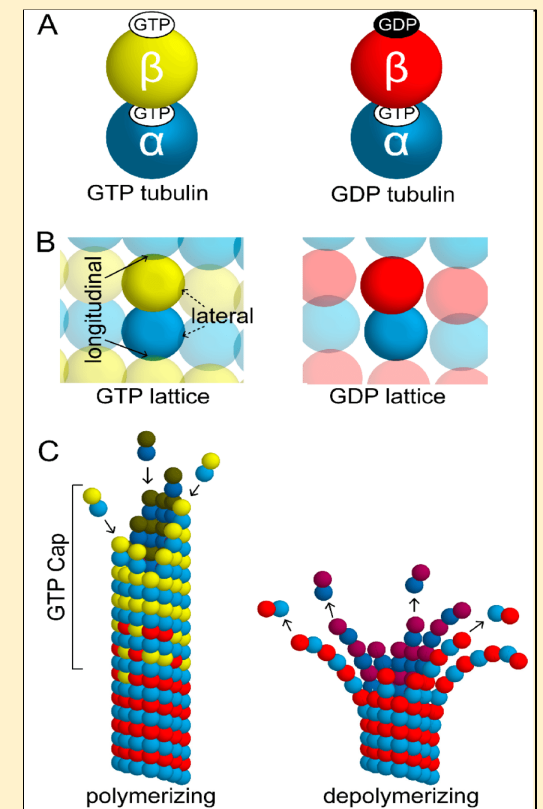 A
GTP
GDP
β
β
GTP
GTP
α
α
GTP tubulin
GDP tubulin
B
longitudinal
lateral
GTP lattice
GDP lattice
C
GTP Cap
polymerizing
depolymerizing